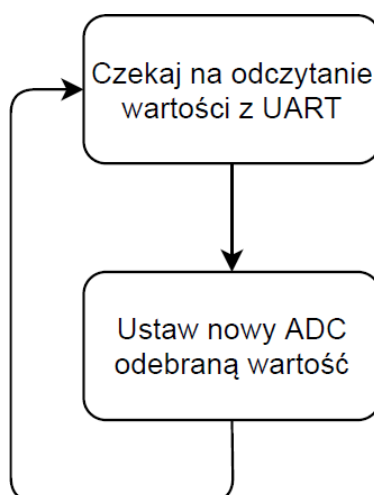 Czekaj na odczytanie
wartości z UART
Ustaw nowy ADC
odebraną wartość